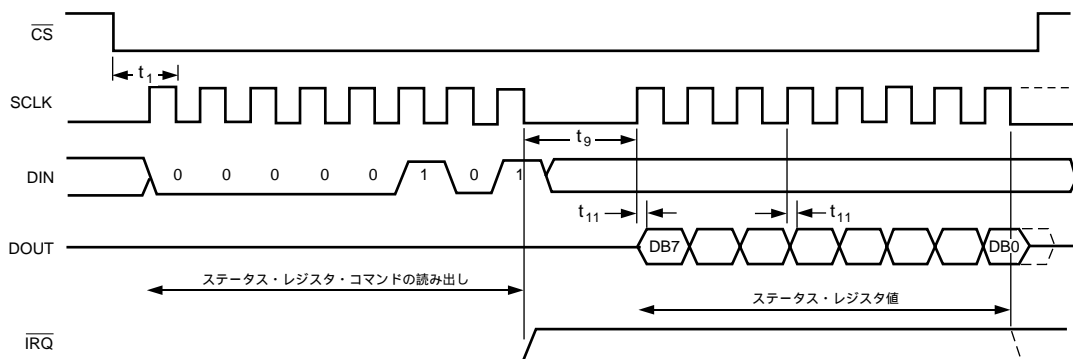 CS
t1
SCLK
t9
DIN 0 0 0 0 0 1 0 1
t11 t11
DOUT DB7 DB0
ステータス・レジスタ・コマンドの読み出し ステータス・レジスタ値
IRQ